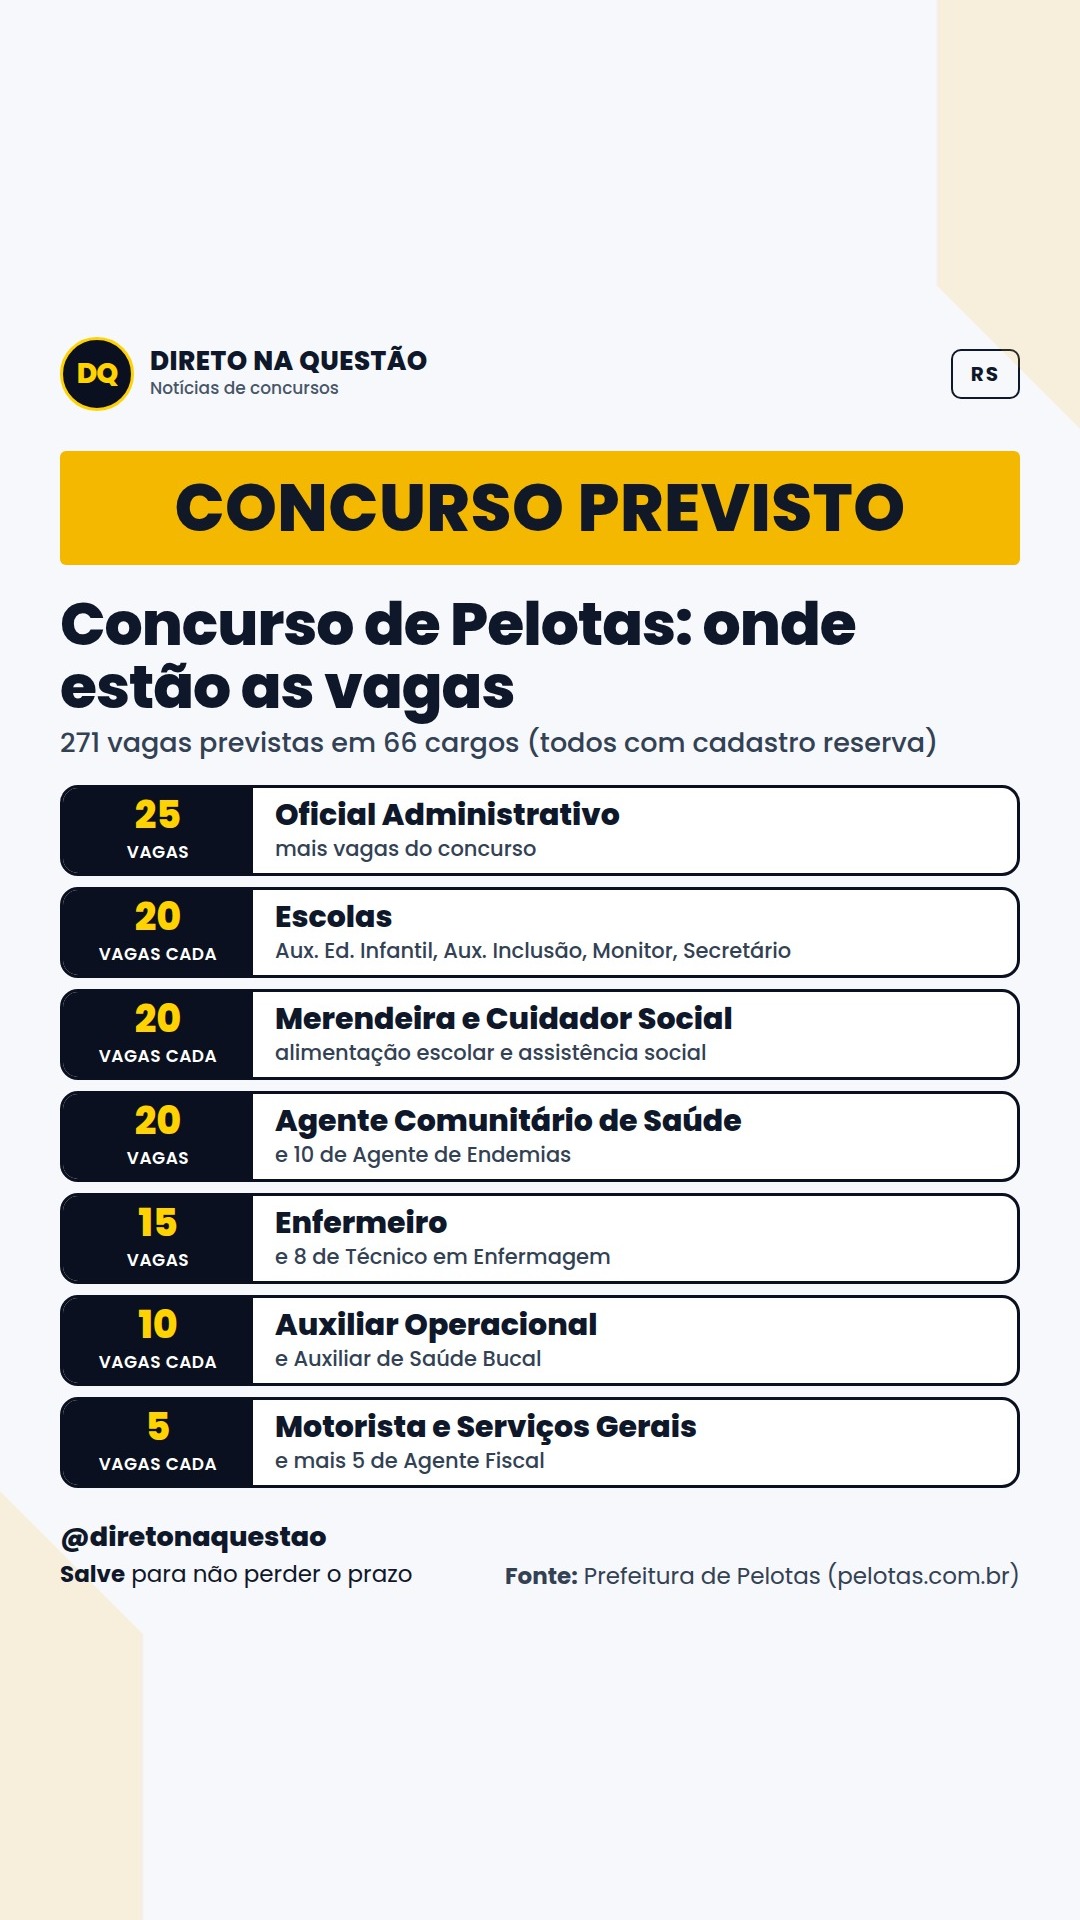 DQ
DIRETO NA QUESTÃO
Notícias de concursos
RS
CONCURSO PREVISTO
Concurso de Pelotas: onde
estão as vagas
271 vagas previstas em 66 cargos (todos com cadastro reserva)
25
VAGAS
Oficial Administrativo
mais vagas do concurso
20
VAGAS CADA
Escolas
Aux. Ed. Infantil, Aux. Inclusão, Monitor, Secretário
20
VAGAS CADA
Merendeira e Cuidador Social
alimentação escolar e assistência social
20
VAGAS
Agente Comunitário de Saúde
e 10 de Agente de Endemias
15
VAGAS
Enfermeiro
e 8 de Técnico em Enfermagem
10
VAGAS CADA
Auxiliar Operacional
e Auxiliar de Saúde Bucal
5
VAGAS CADA
Motorista e Serviços Gerais
e mais 5 de Agente Fiscal
@diretonaquestao
Salve para não perder o prazo
Fonte: Prefeitura de Pelotas (pelotas.com.br)